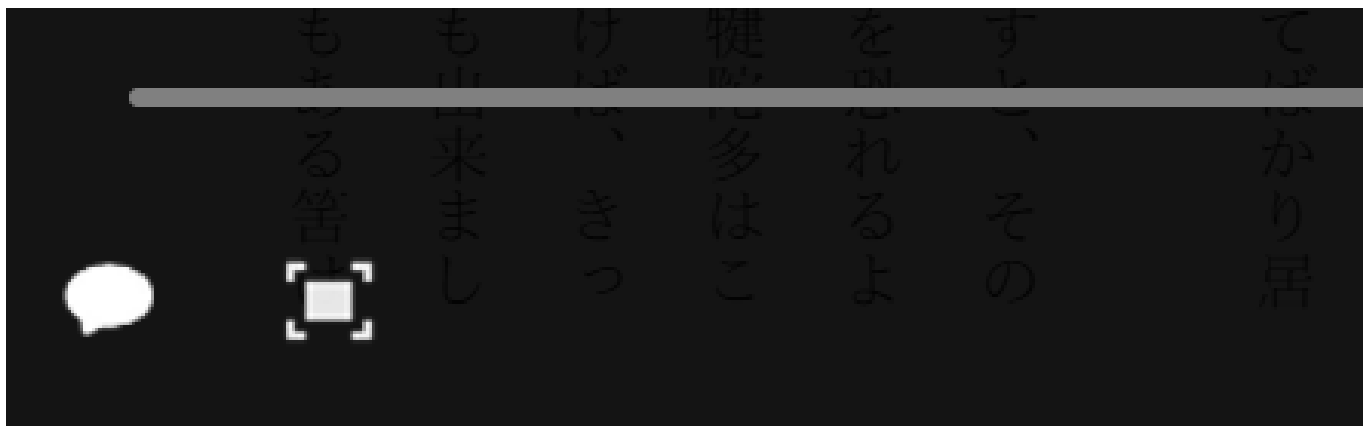 てばかり居
すと、その
を恐れるよ
犍陀多はこ
けば、きっ
も出来まし
もある筈